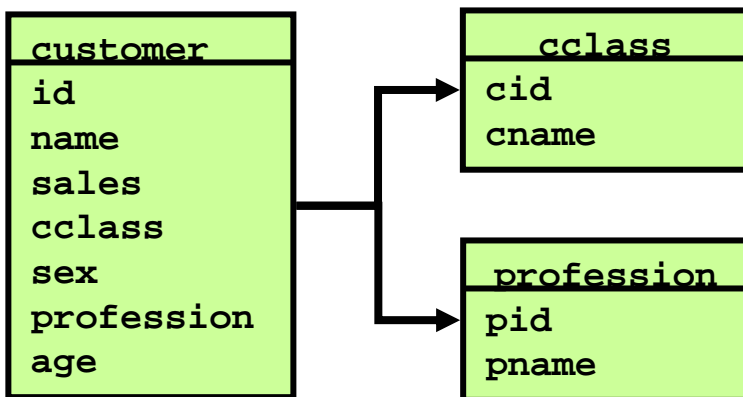 customer
id
name
sales
cclass
sex
profession
age
cclass
cid
cname
profession
pid
pname